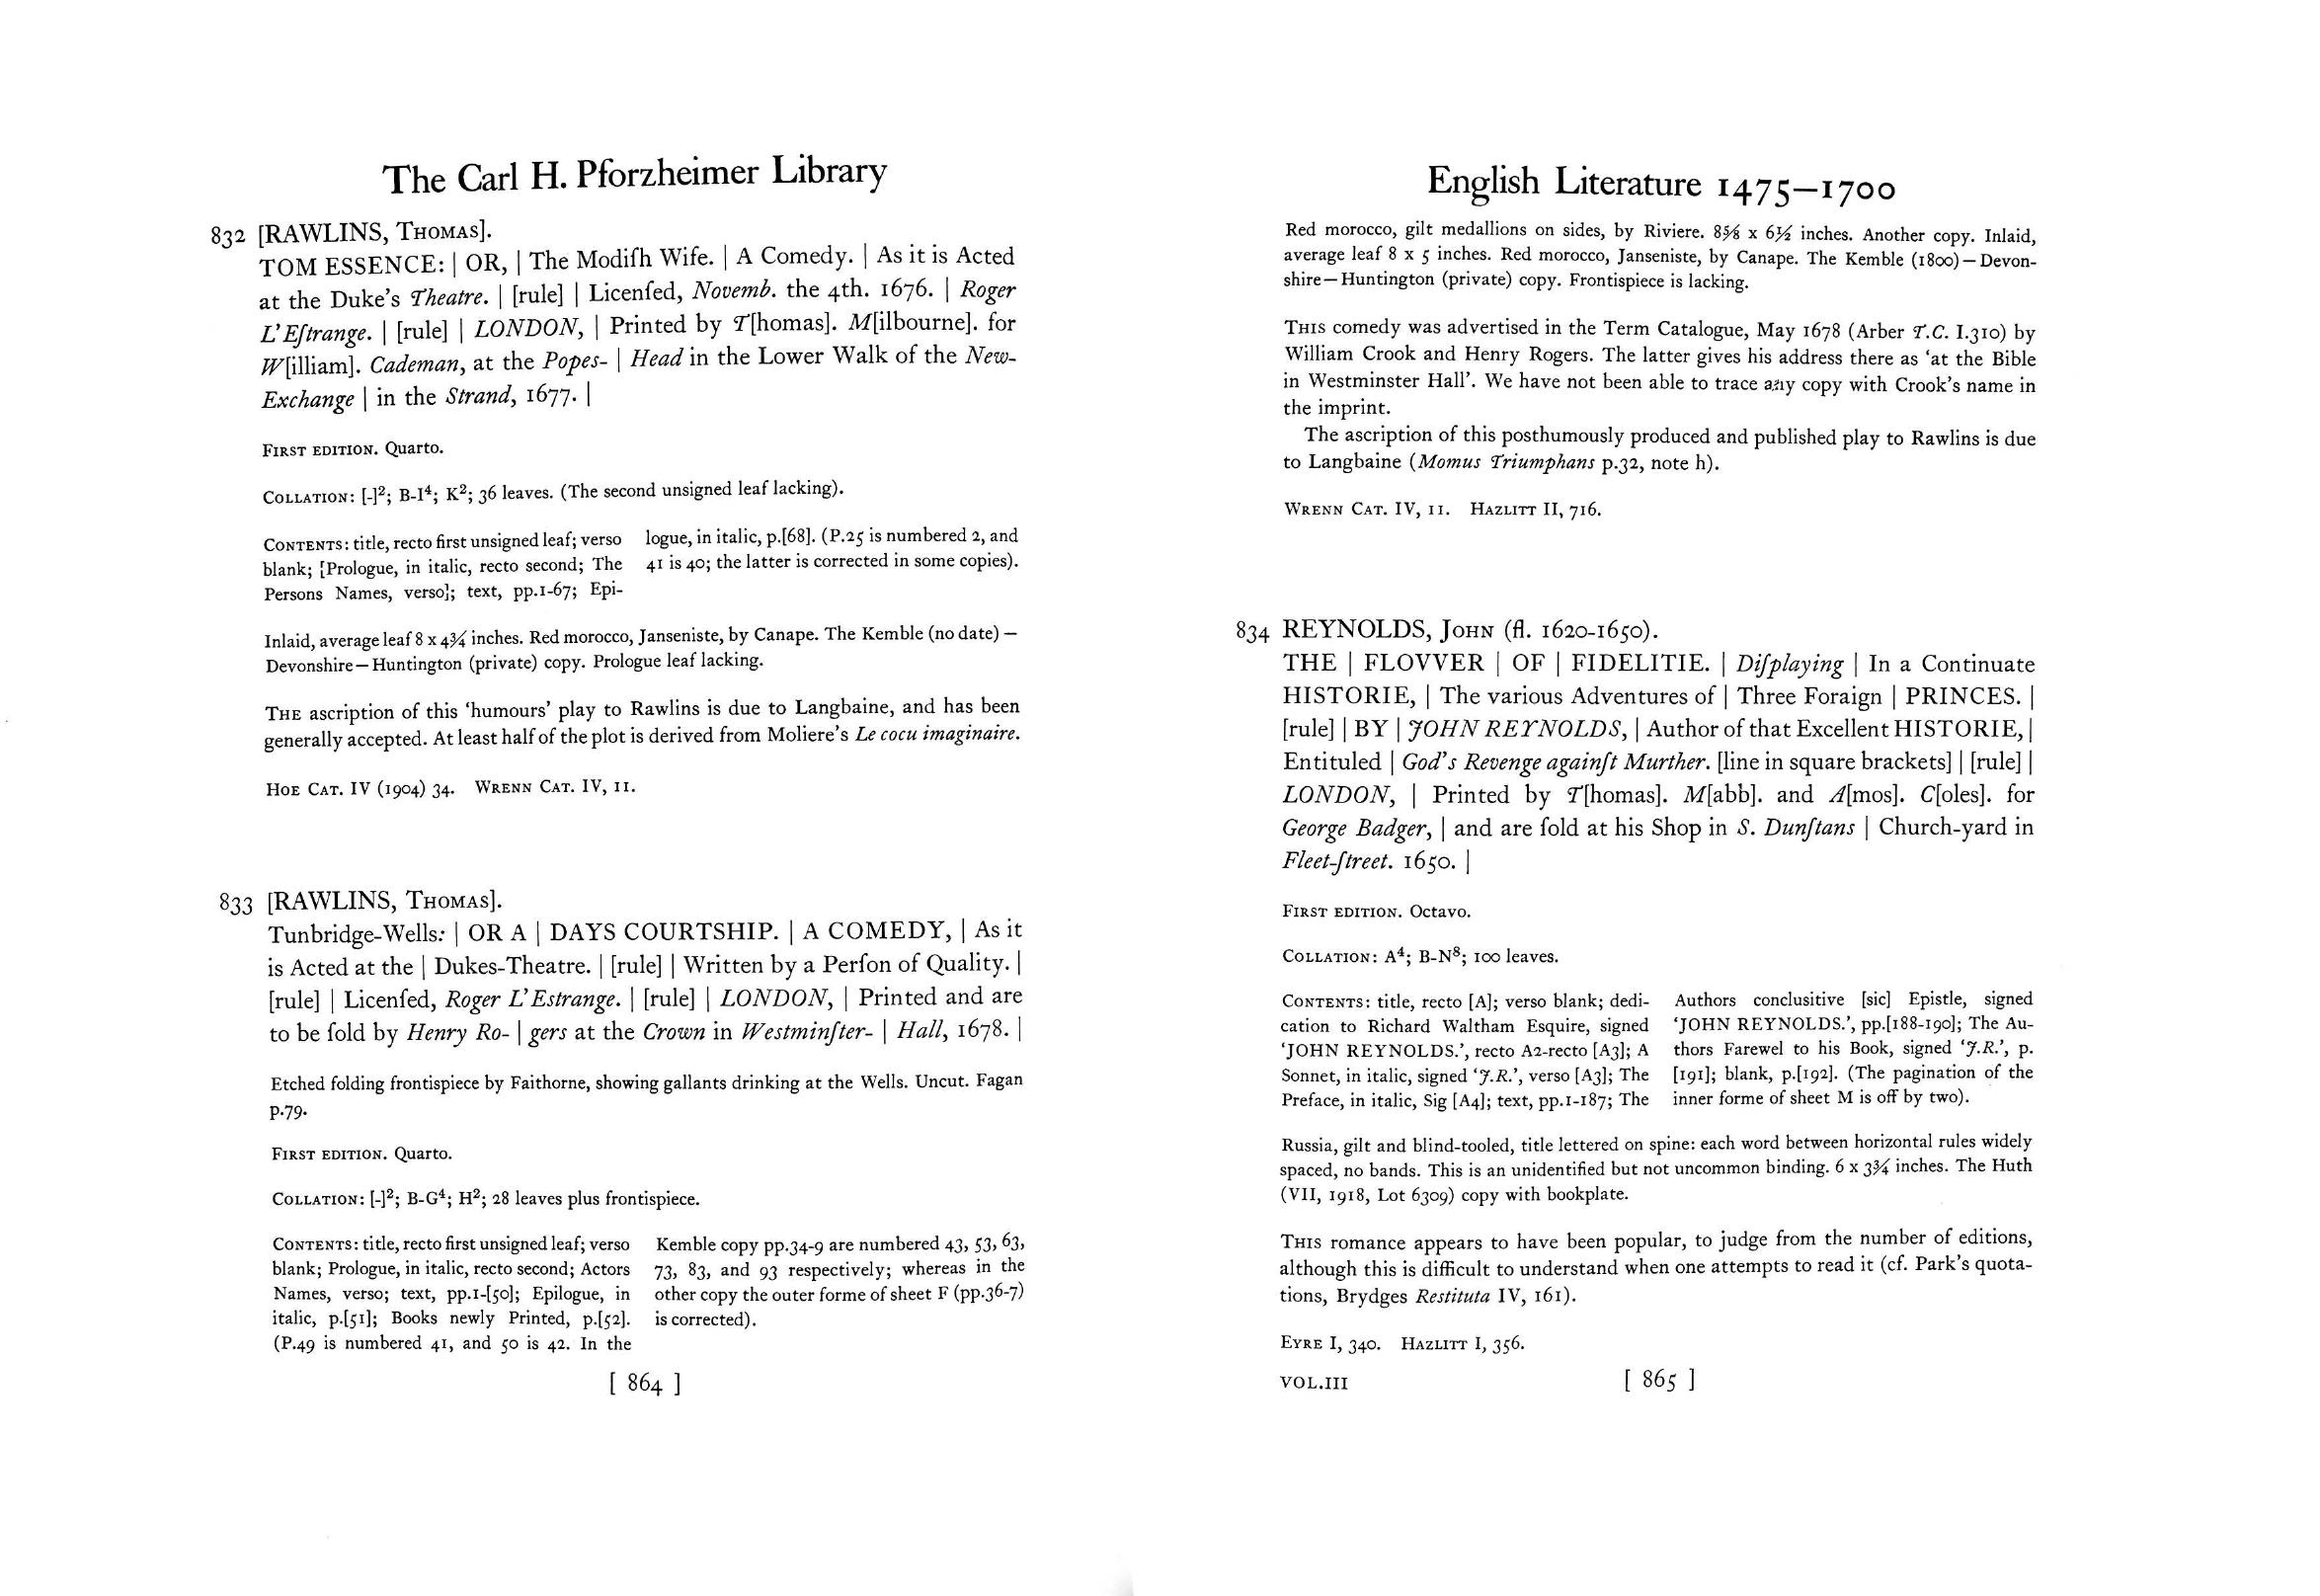 The Carl H. Pforzheimer Library
832 [RAWLINS, THOMAS].
TOM ESSENCE: | OR, | The Modiſh Wife. | A Comedy. | As it is Acted
at the Duke's Theatre. | [rule] | Licenſed, Novemb. the 4th. 1676. | Roger
L'Eſtrange. | [rule] | LONDON, | Printed by T[homas]. M[ilbourne]. for
W[illiam]. Cademan, at the Popes- | Head in the Lower Walk of the New-
Exchange | in the Strand, 1677. |
FIRST EDITION. Quarto.
COLLATION: [-]²; B-I⁴; K²; 36 leaves. (The second unsigned leaf lacking).
CONTENTS: title, recto first unsigned leaf; verso
blank; [Prologue, in italic, recto second; The
Persons Names, verso]; text, pp.1-67; Epi-
logue, in italic, p.[68]. (P.25 is numbered 2, and
41 is 40; the latter is corrected in some copies).
Inlaid, average leaf 8 x 4¾ inches. Red morocco, Janseniste, by Canape. The Kemble (no date) —
Devonshire—Huntington (private) copy. Prologue leaf lacking.
THE ascription of this 'humours' play to Rawlins is due to Langbaine, and has been
generally accepted. At least half of the plot is derived from Moliere's Le cocu imaginaire.
HOE CAT. IV (1904) 34. WRENN CAT. IV, 11.
833 [RAWLINS, THOMAS].
Tunbridge-Wells: | OR A | DAYS COURTSHIP. | A COMEDY, | As it
is Acted at the | Dukes-Theatre. | [rule] | Written by a Perſon of Quality. |
[rule] | Licenſed, Roger L'Estrange. | [rule] | LONDON, | Printed and are
to be ſold by Henry Ro- | gers at the Crown in Westminſter- | Hall, 1678. |
Etched folding frontispiece by Faithorne, showing gallants drinking at the Wells. Uncut. Fagan
p.79.
FIRST EDITION. Quarto.
COLLATION: [-]²; B-G⁴; H²; 28 leaves plus frontispiece.
CONTENTS: title, recto first unsigned leaf; verso
blank; Prologue, in italic, recto second; Actors
Names, verso; text, pp.1-[50]; Epilogue, in
italic, p.[51]; Books newly Printed, p.[52].
(P.49 is numbered 41, and 50 is 42. In the
Kemble copy pp.34-9 are numbered 43, 53, 63,
73, 83, and 93 respectively; whereas in the
other copy the outer forme of sheet F (pp.36-7)
is corrected).
[ 864 ]
English Literature 1475—1700
Red morocco, gilt medallions on sides, by Riviere. 8⅝ x 6½ inches. Another copy. Inlaid,
average leaf 8 x 5 inches. Red morocco, Janseniste, by Canape. The Kemble (1800)—Devon-
shire—Huntington (private) copy. Frontispiece is lacking.
THIS comedy was advertised in the Term Catalogue, May 1678 (Arber T.C. I.310) by
William Crook and Henry Rogers. The latter gives his address there as 'at the Bible
in Westminster Hall'. We have not been able to trace any copy with Crook's name in
the imprint.
The ascription of this posthumously produced and published play to Rawlins is due
to Langbaine (Momus Triumphans p.32, note h).
WRENN CAT. IV, 11. HAZLITT II, 716.
834 REYNOLDS, JOHN (fl. 1620-1650).
THE | FLOVVER | OF | FIDELITIE. | Diſplaying | In a Continuate
HISTORIE, | The various Adventures of | Three Foraign | PRINCES. |
[rule] | BY | JOHN REYNOLDS, | Author of that Excellent HISTORIE, |
Entituled | God's Revenge againſt Murther. [line in square brackets] | [rule] |
LONDON, | Printed by T[homas]. M[abb]. and A[mos]. C[oles]. for
George Badger, | and are ſold at his Shop in S. Dunſtans | Church-yard in
Fleet-ſtreet. 1650. |
FIRST EDITION. Octavo.
COLLATION: A⁴; B-N⁸; 100 leaves.
CONTENTS: title, recto [A]; verso blank; dedi-
cation to Richard Waltham Esquire, signed
'JOHN REYNOLDS.', recto A2-recto [A3]; A
Sonnet, in italic, signed 'J.R.', verso [A3]; The
Preface, in italic, Sig [A4]; text, pp.1-187; The
Authors conclusitive [sic] Epistle, signed
'JOHN REYNOLDS.', pp.[188-190]; The Au-
thors Farewel to his Book, signed 'J.R.', p.
[191]; blank, p.[192]. (The pagination of the
inner forme of sheet M is off by two).
Russia, gilt and blind-tooled, title lettered on spine: each word between horizontal rules widely
spaced, no bands. This is an unidentified but not uncommon binding. 6 x 3¾ inches. The Huth
(VII, 1918, Lot 6309) copy with bookplate.
THIS romance appears to have been popular, to judge from the number of editions,
although this is difficult to understand when one attempts to read it (cf. Park's quota-
tions, Brydges Restituta IV, 161).
EYRE I, 340. HAZLITT I, 356.
VOL.III
[ 865 ]